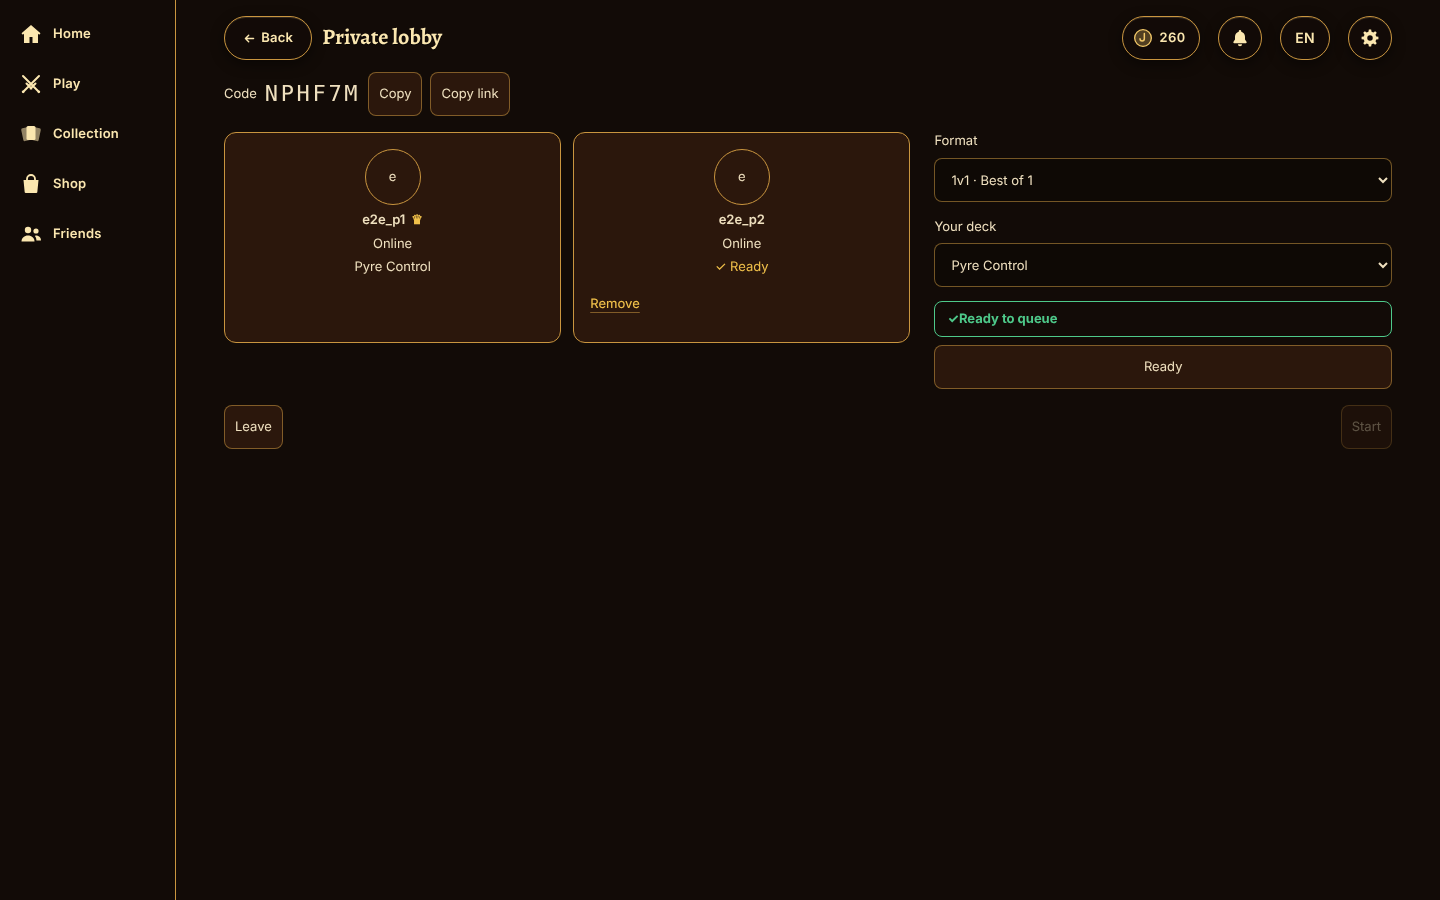 Home
Play
Collection
Shop
Friends
← Back
Private lobby
J 260
EN
Code NPHF7M Copy Copy link
e
e2e_p1 ♛
Online
Pyre Control
e
e2e_p2
Online
✓ Ready
Remove
Format
1v1 · Best of 1
Your deck
Pyre Control
✓Ready to queue
Ready
Leave
Start